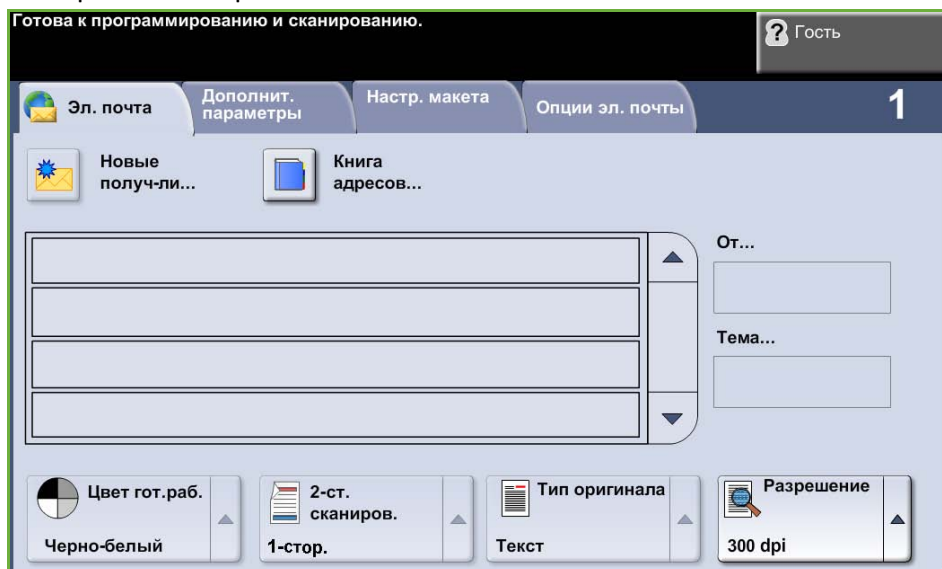 Готова к программированию и сканированию.
? Гость
Эл. почта
Дополнит.
параметры
Настр. макета
Опции эл. почты
1
Новые
получ-ли...
Книга
адресов...
От...
Тема...
Цвет гот.раб.
Черно-белый
2-ст.
сканиров.
1-стор.
Тип оригинала
Текст
Разрешение
300 dpi